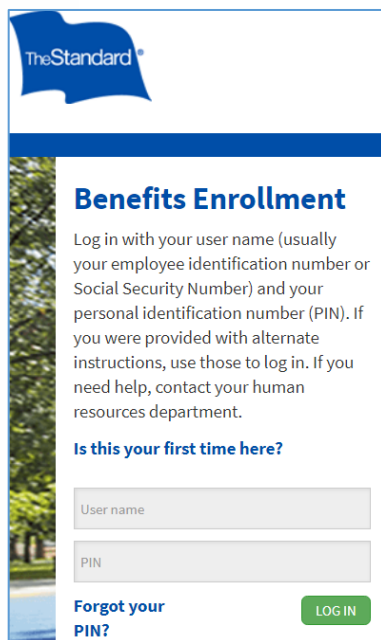 TheStandard®
Benefits Enrollment
Log in with your user name (usually
your employee identification number or
Social Security Number) and your
personal identification number (PIN). If
you were provided with alternate
instructions, use those to log in. If you
need help, contact your human
resources department.
Is this your first time here?
User name
PIN
Forgot your
PIN?
LOG IN